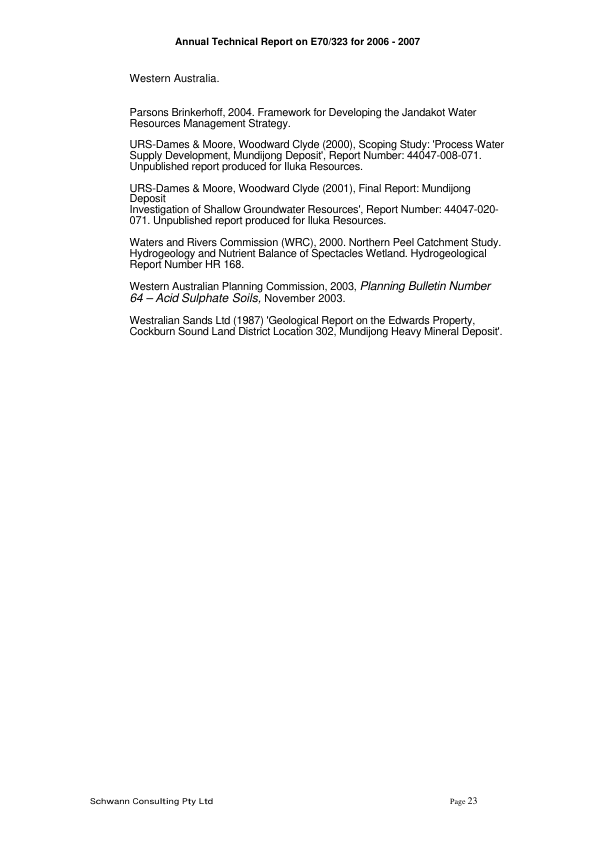 Annual Technical Report on E70/323 for 2006 - 2007
Western Australia.
Parsons Brinkerhoff, 2004. Framework for Developing the Jandakot Water
Resources Management Strategy.
URS-Dames & Moore, Woodward Clyde (2000), Scoping Study: 'Process Water
Supply Development, Mundijong Deposit', Report Number: 44047-008-071.
Unpublished report produced for Iluka Resources.
URS-Dames & Moore, Woodward Clyde (2001), Final Report: Mundijong
Deposit
Investigation of Shallow Groundwater Resources', Report Number: 44047-020-
071. Unpublished report produced for Iluka Resources.
Waters and Rivers Commission (WRC), 2000. Northern Peel Catchment Study.
Hydrogeology and Nutrient Balance of Spectacles Wetland. Hydrogeological
Report Number HR 168.
Western Australian Planning Commission, 2003, Planning Bulletin Number
64 – Acid Sulphate Soils, November 2003.
Westralian Sands Ltd (1987) 'Geological Report on the Edwards Property,
Cockburn Sound Land District Location 302, Mundijong Heavy Mineral Deposit'.
Schwann Consulting Pty Ltd
Page 23